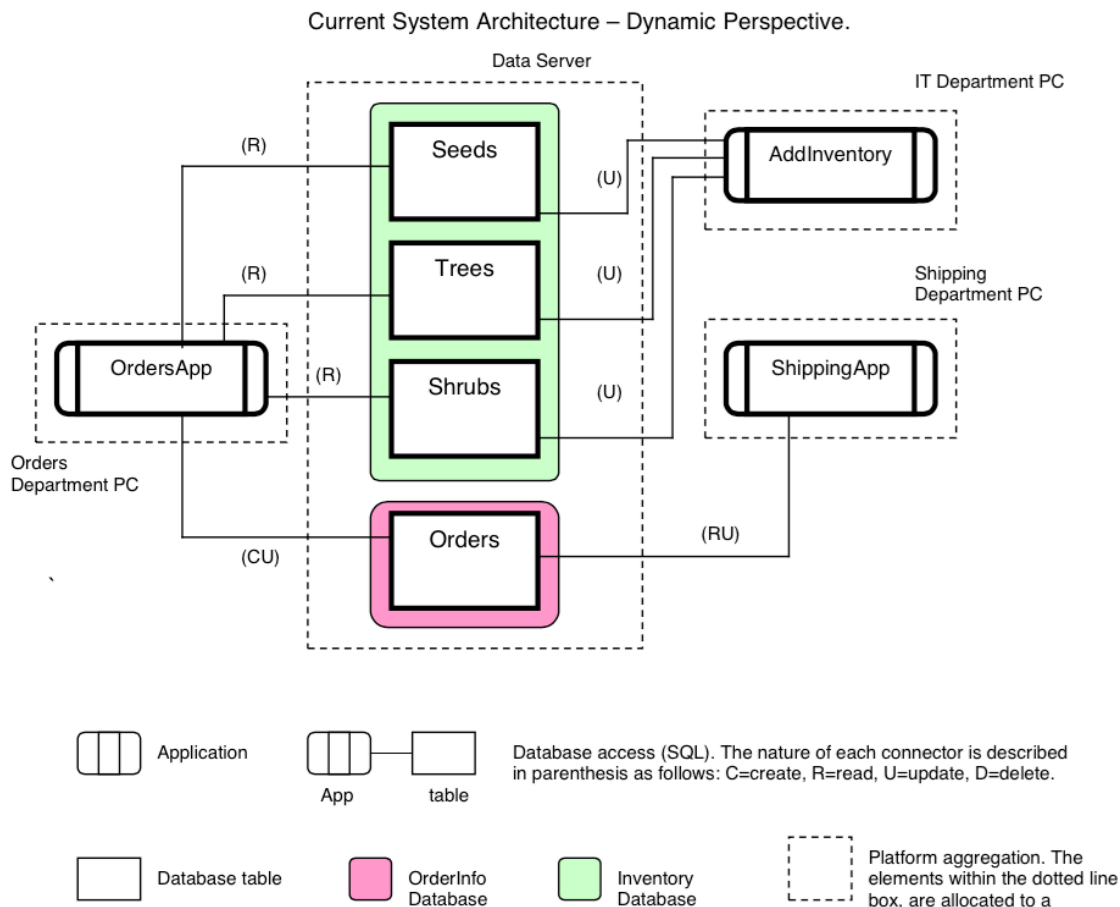 Current System Architecture – Dynamic Perspective.
Data Server
IT Department PC
Seeds
AddInventory
(R)
(U)
Trees
(R)
(U)
Shipping
Department PC
OrdersApp
Shrubs
ShippingApp
(R)
(U)
Orders
Department PC
Orders
(RU)
(CU)
`
Application
App
table
Database access (SQL). The nature of each connector is described
in parenthesis as follows: C=create, R=read, U=update, D=delete.
Database table
OrderInfo
Database
Inventory
Database
Platform aggregation. The
elements within the dotted line
box, are allocated to a